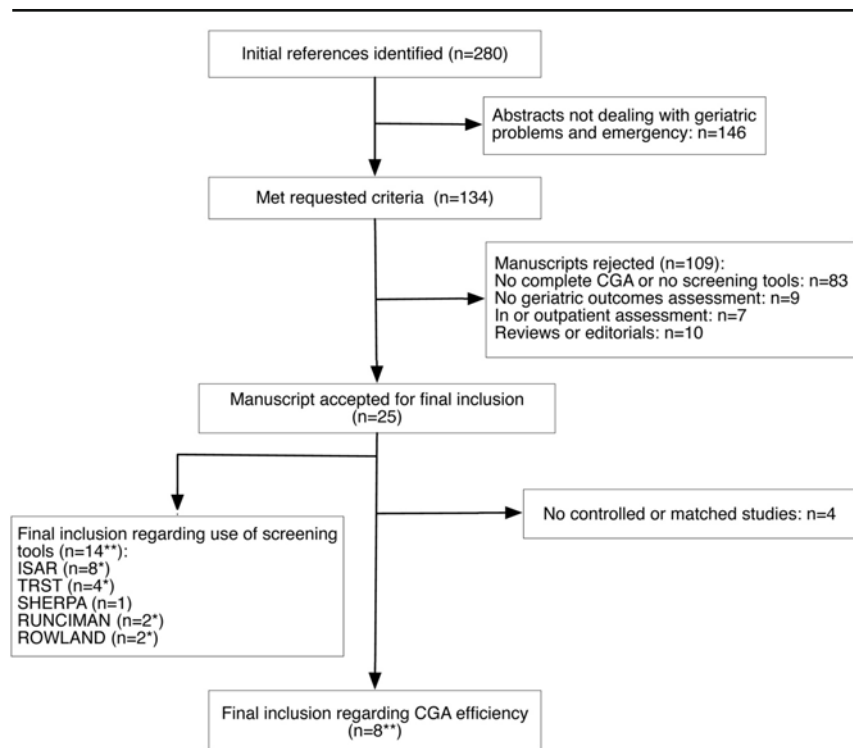 Initial references identified (n=280)
Abstracts not dealing with geriatric
problems and emergency: n=146
Met requested criteria (n=134)
Manuscripts rejected (n=109):
No complete CGA or no screening tools: n=83
No geriatric outcomes assessment: n=9
In or outpatient assessment: n=7
Reviews or editorials: n=10
Manuscript accepted for final inclusion
(n=25)
No controlled or matched studies: n=4
Final inclusion regarding use of screening
tools (n=14**):
ISAR (n=8*)
TRST (n=4*)
SHERPA (n=1)
RUNCIMAN (n=2*)
ROWLAND (n=2*)
Final inclusion regarding CGA efficiency
(n=8**)